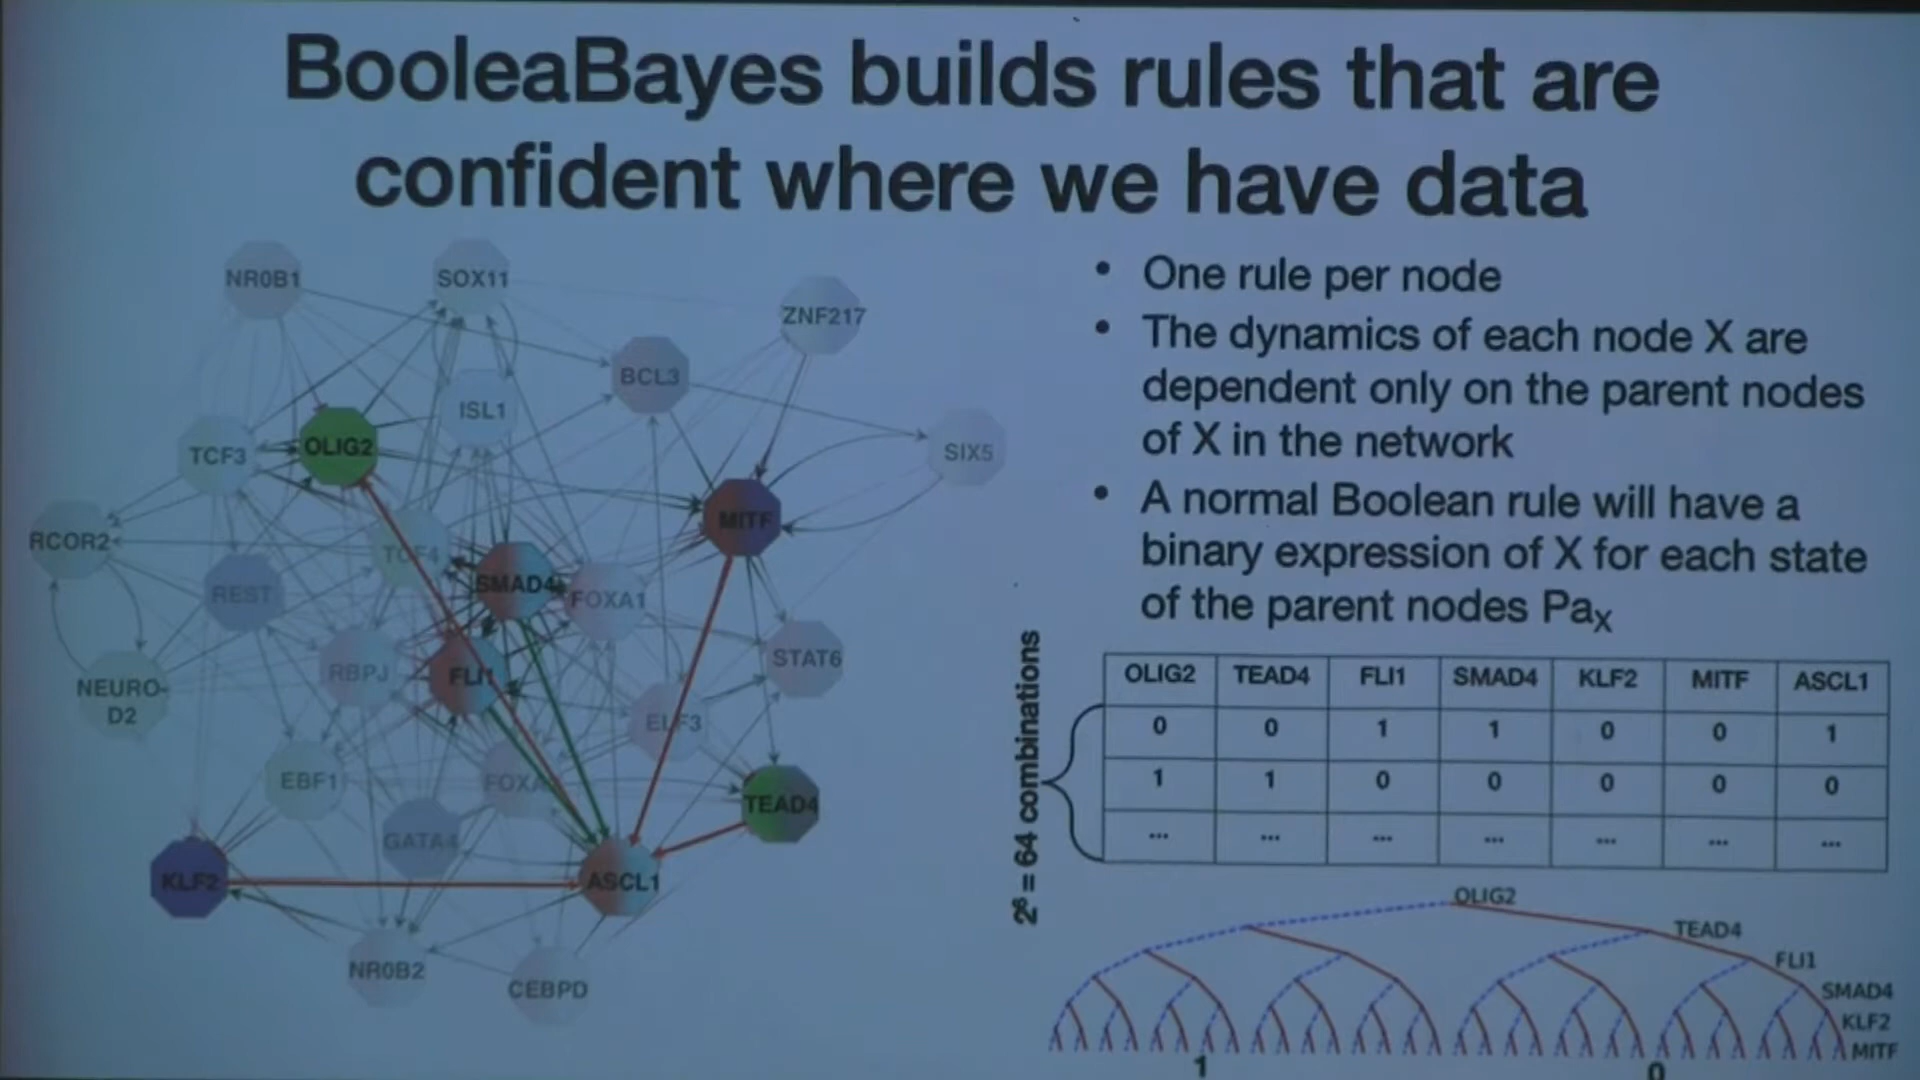 BooleaBayes builds rules that are
confident where we have data
NR0B1
SOX11
ZNF217
BCL3
ISL1
TCF3
OLIG2
SIX5
MITF
RCOR2
TCF4
SMAD4
REST
FOXA1
RBPJ
FLI1
STAT6
NEURO-
D2
ELF3
EBF1
FOXA
TEAD4
GATA4
KLF2
ASCL1
NR0B2
CEBPD
• One rule per node
• The dynamics of each node X are
dependent only on the parent nodes
of X in the network
• A normal Boolean rule will have a
binary expression of X for each state
of the parent nodes PaX
2⁶ = 64 combinations
OLIG2 TEAD4 FLI1 SMAD4 KLF2 MITF ASCL1
0 0 1 1 0 0 1
1 1 0 0 0 0 0
... ... ... ... ... ... ...
OLIG2
TEAD4
FLI1
SMAD4
KLF2
MITF
1 0